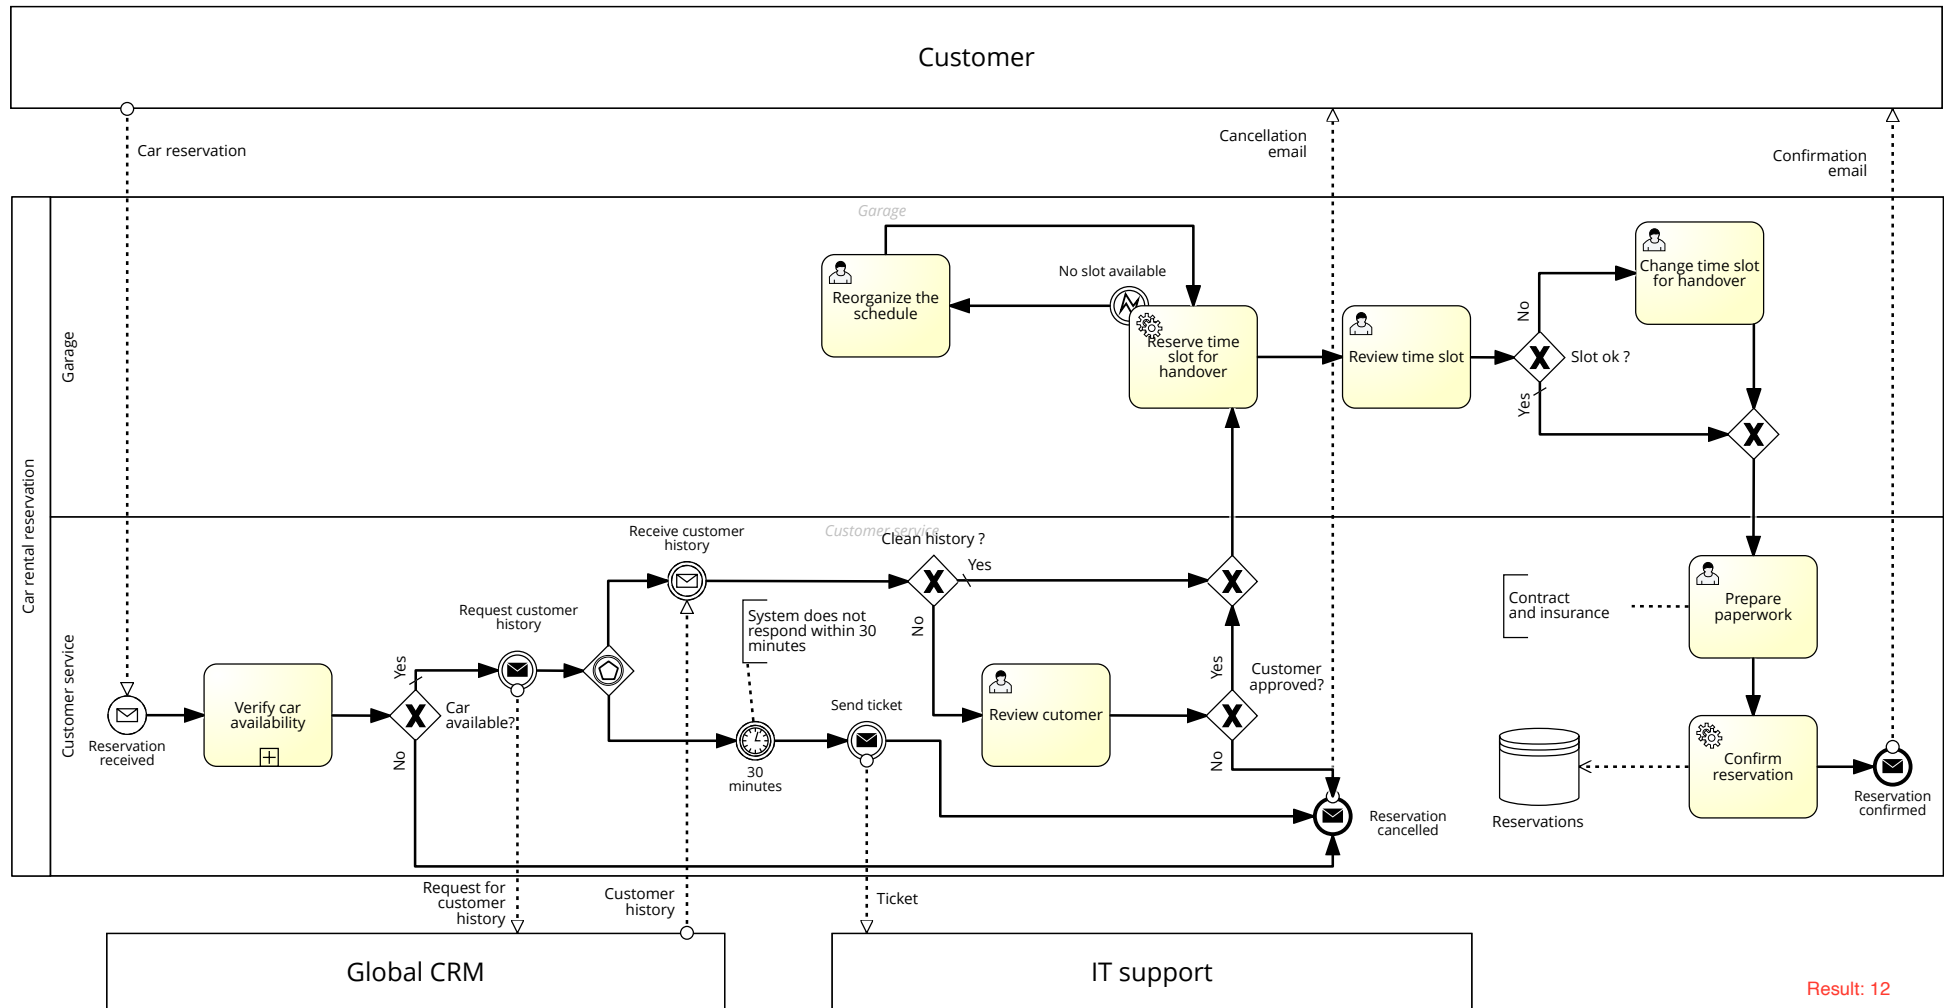 Customer
Car reservation
Cancellation
email
Confirmation
email
Car rental reservation
Garage
Garage
No slot available
Reorganize the
schedule
Reserve time
slot for
handover
Review time slot
No
Yes
Slot ok ?
Change time slot
for handover
Customer service
Customer service
Reservation
received
Verify car
availability
Yes
No
Car
available?
Request customer
history
Receive customer
history
System does not
respond within 30
minutes
30
minutes
Send ticket
Clean history ?
Yes
No
Review cutomer
Customer
approved?
Yes
No
Reservation
cancelled
Contract
and insurance
Prepare
paperwork
Confirm
reservation
Reservations
Reservation
confirmed
Request for
customer
history
Customer
history
Ticket
Global CRM
IT support
Result: 12